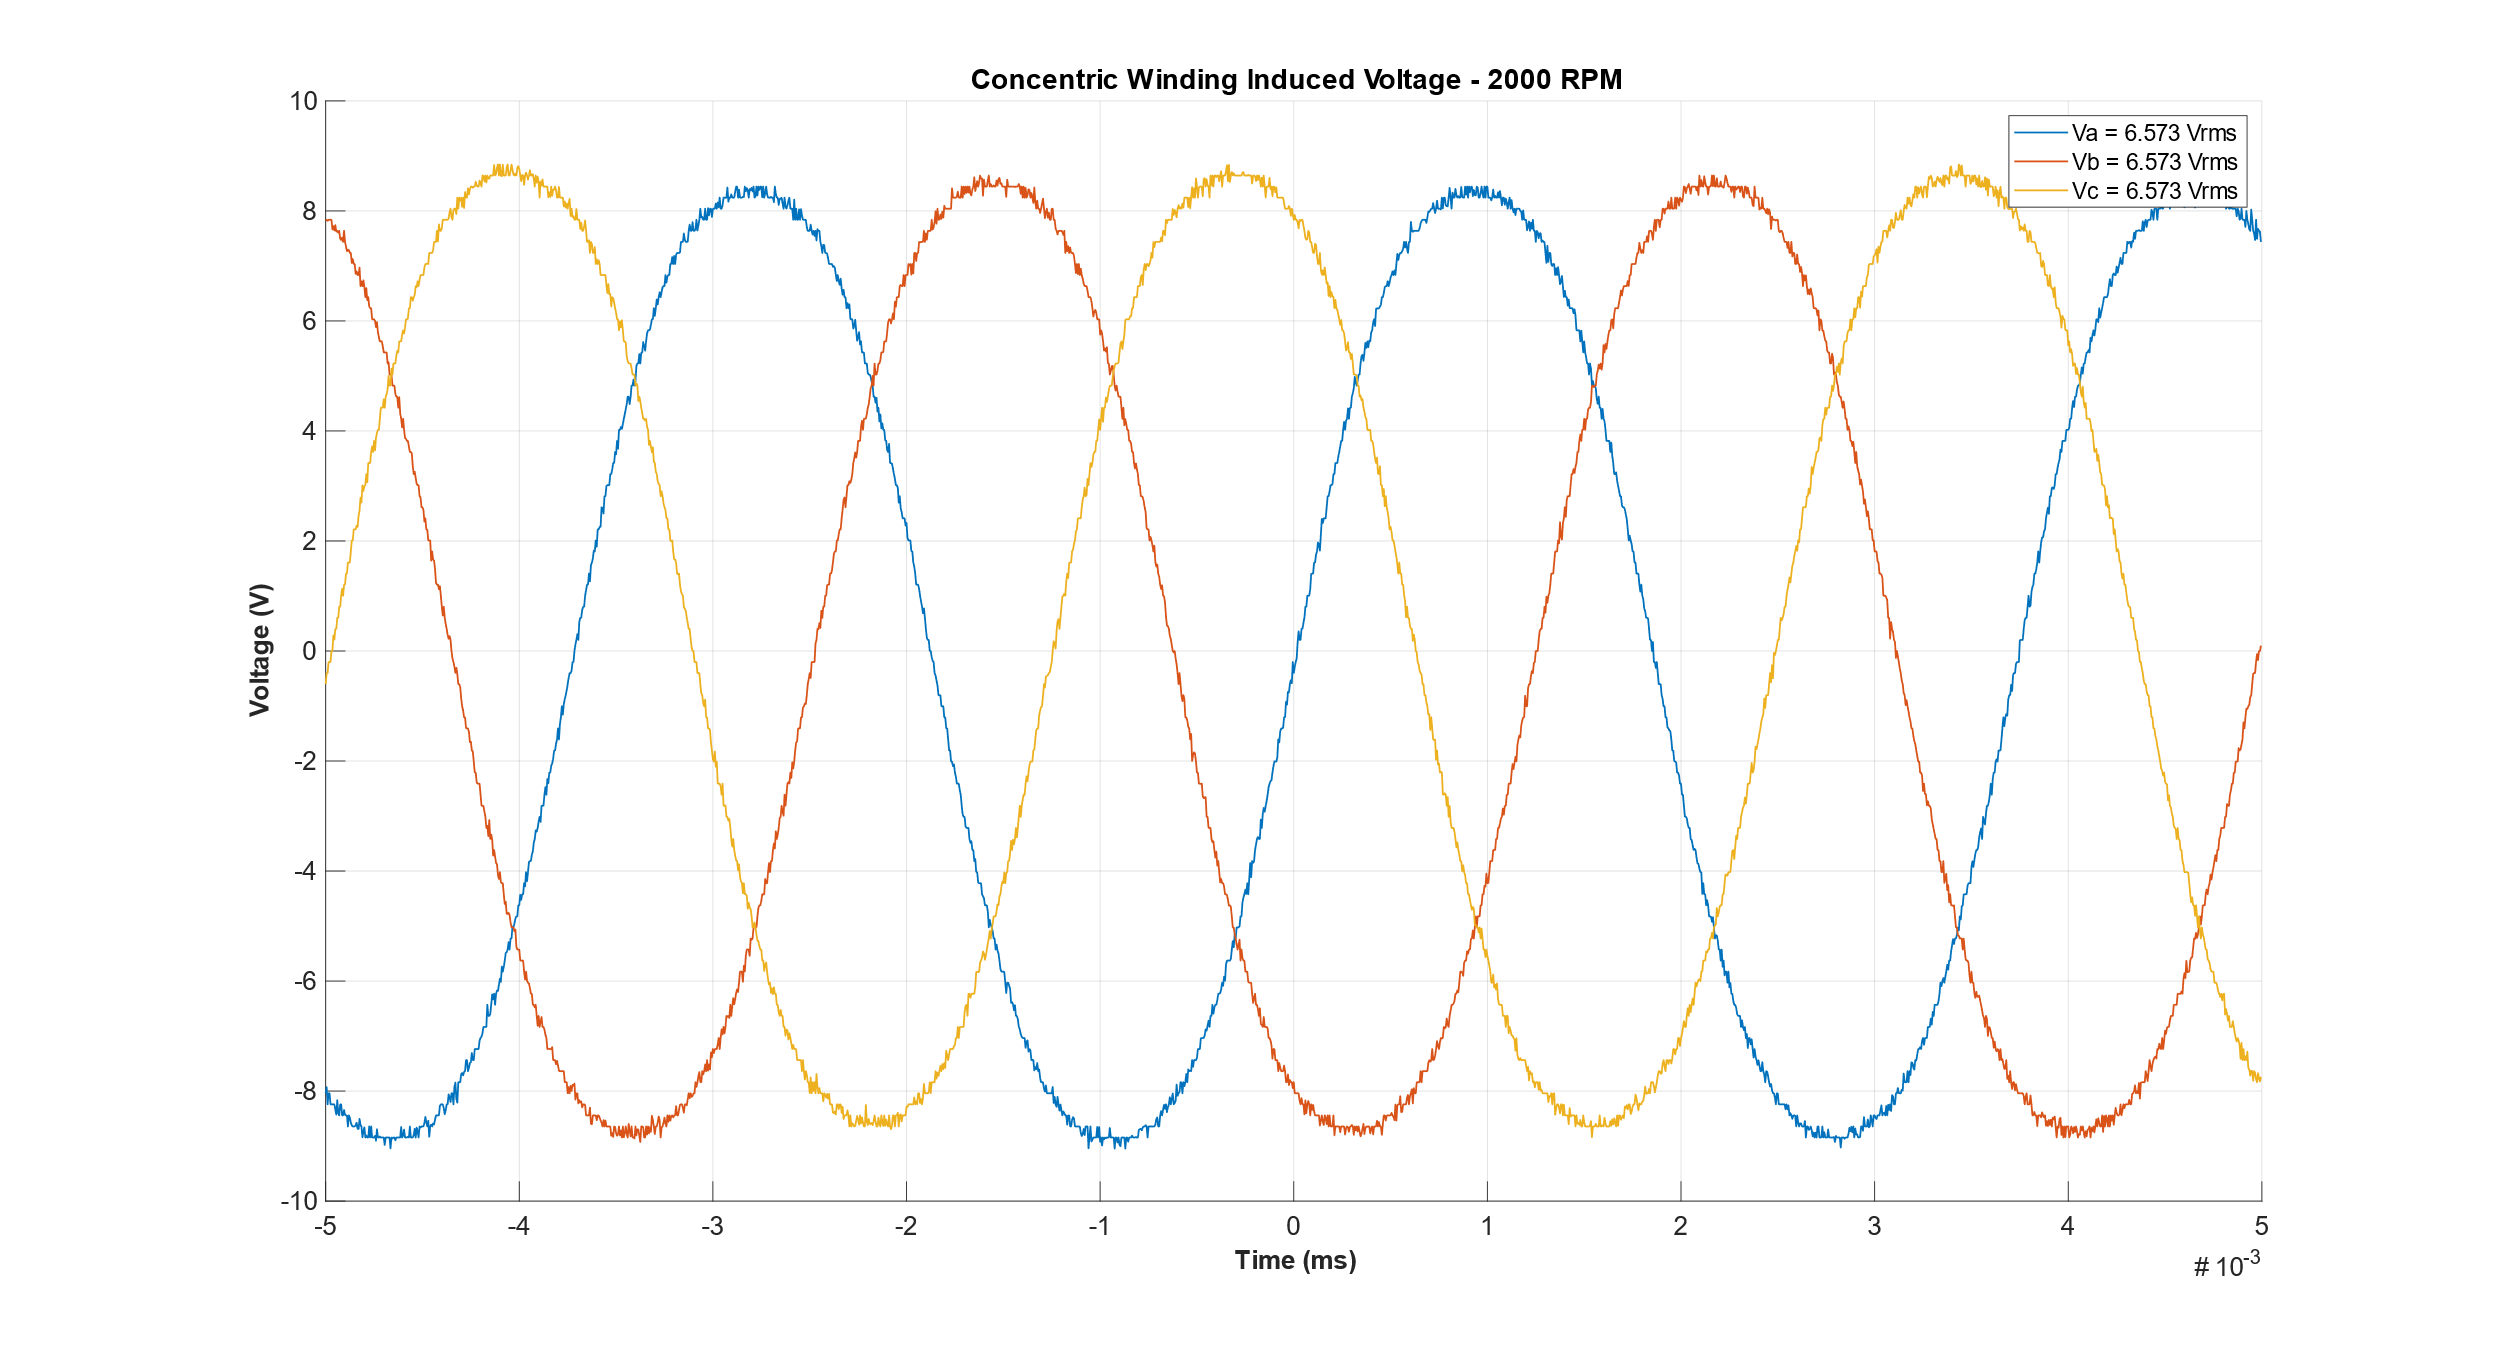 Concentric Winding Induced Voltage - 2000 RPM
Va = 6.573 Vrms
Vb = 6.573 Vrms
Vc = 6.573 Vrms
10
8
6
4
2
0
-2
-4
-6
-8
-10
Voltage (V)
-5 -4 -3 -2 -1 0 1 2 3 4 5
Time (ms)
# 10-3